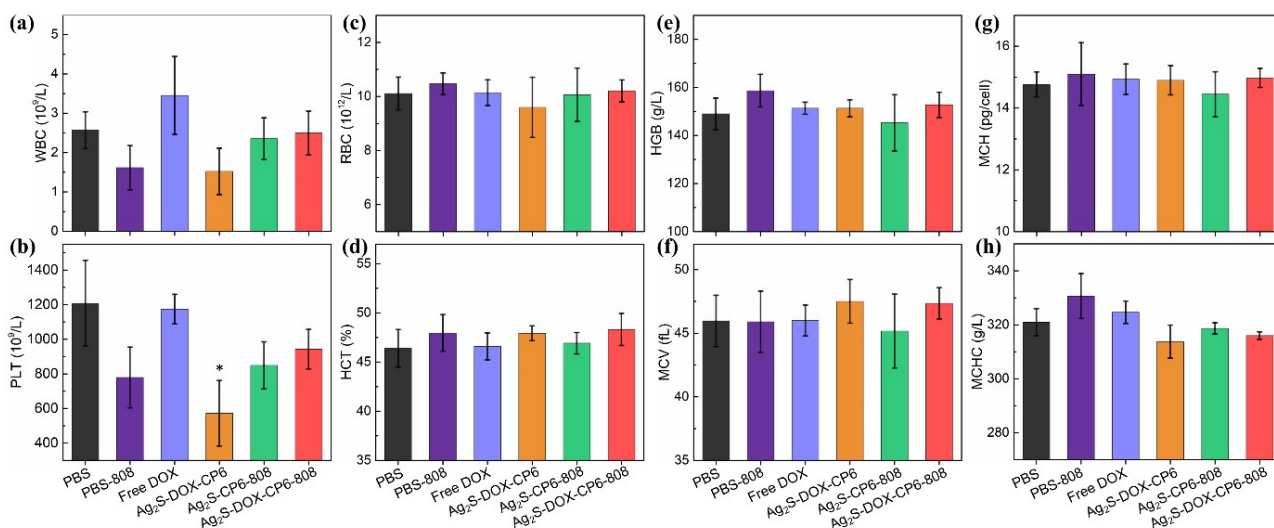 (a)
WBC (10⁹/L)
5
4
3
2
1
0
(c)
RBC (10¹²/L)
12
10
8
6
(e)
HGB (g/L)
180
160
140
120
100
(g)
MCH (pg/cell)
16
14
12
10
(b)
PLT (10⁹/L)
1400
1200
1000
800
600
400
*
PBS
PBS-808
Free DOX
Ag₂S-DOX-CP6
Ag₂S-CP6-808
Ag₂S-DOX-CP6-808
(d)
HCT (%)
55
50
45
40
35
PBS
PBS-808
Free DOX
Ag₂S-DOX-CP6
Ag₂S-CP6-808
Ag₂S-DOX-CP6-808
(f)
MCV (fL)
50
45
40
35
PBS
PBS-808
Free DOX
Ag₂S-DOX-CP6
Ag₂S-CP6-808
Ag₂S-DOX-CP6-808
(h)
MCHC (g/L)
340
320
300
280
PBS
PBS-808
Free DOX
Ag₂S-DOX-CP6
Ag₂S-CP6-808
Ag₂S-DOX-CP6-808